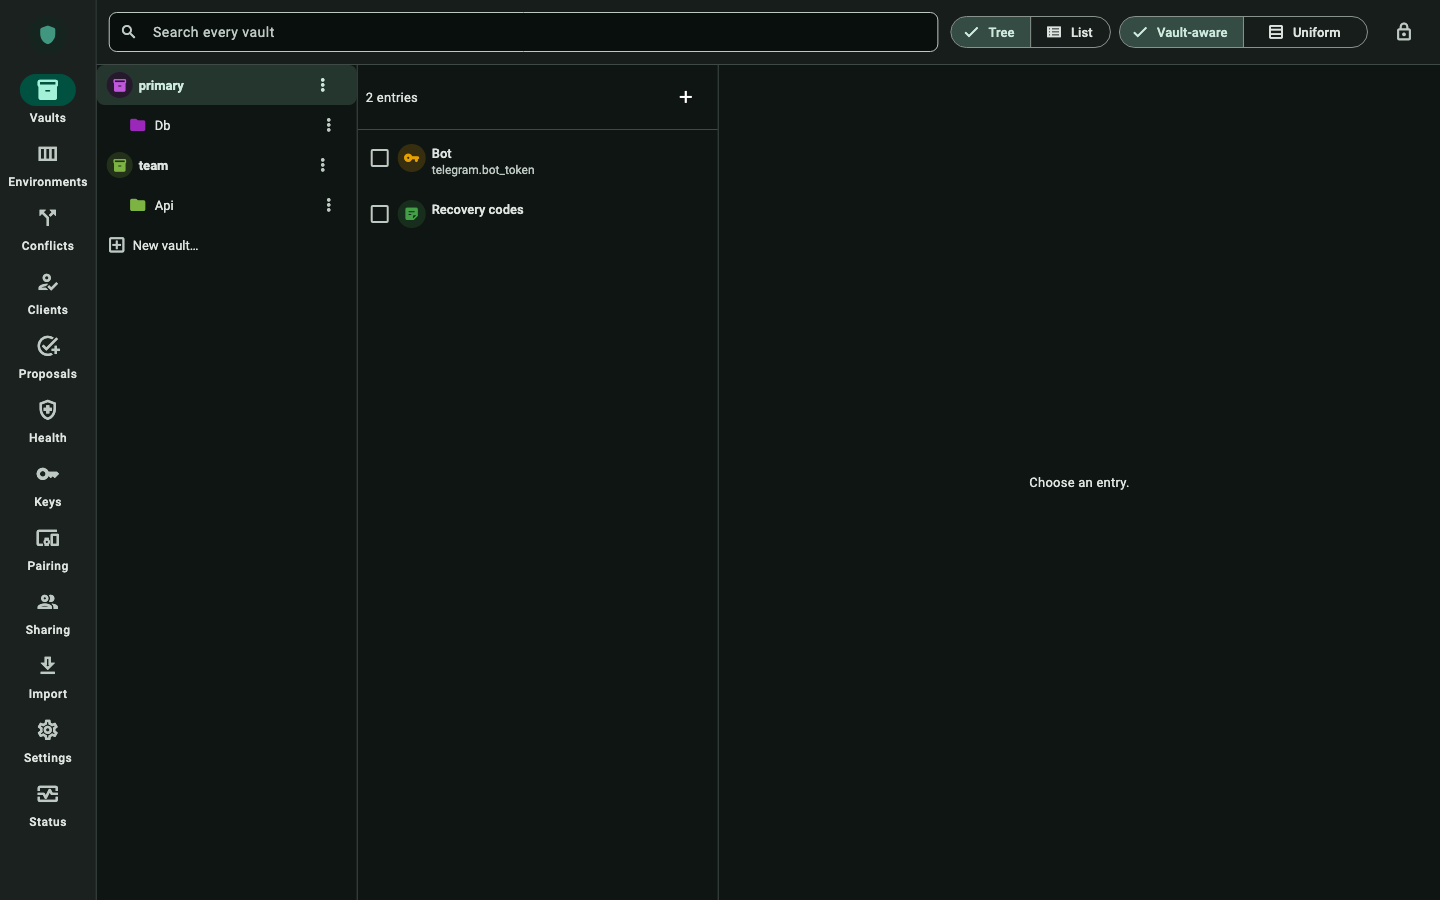 Search every vault
Tree
List
Vault-aware
Uniform
Vaults
Environments
Conflicts
Clients
Proposals
Health
Keys
Pairing
Sharing
Import
Settings
Status
primary
Db
team
Api
New vault...
2 entries
Bot
telegram.bot_token
Recovery codes
Choose an entry.